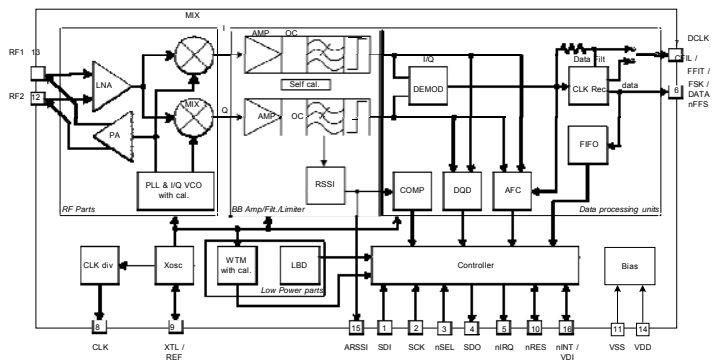 MIX
I
AMP OC
7 DCLK
RF1 13
I/Q
Data Filt
CFIL /
LNA
Self cal.
DEMOD
CLK Rec
FFIT /
RF2
12
MIX
Q
data
FSK /
6 DATA
PA
AMP OC
nFFS
FIFO
RSSI
COMP
DQD
AFC
PLL & I/Q VCO
with cal.
RF Parts
BB Amp/Filt./Limiter
Data processing units
CLK div
Xosc
WTM
with cal.
LBD
Controller
Bias
Low Power parts
8 9 15 1 2 3 4 5 10 16 11 14
CLK XTL / ARSSI SDI SCK nSEL SDO nIRQ nRES nINT / VSS VDD
REF VDI